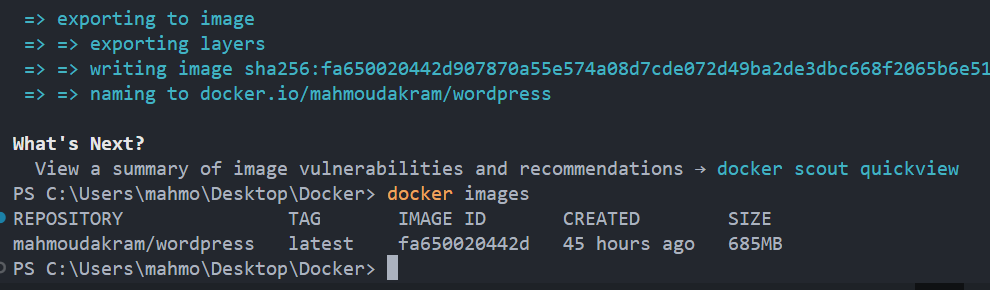 => exporting to image
=> => exporting layers
=> => writing image sha256:fa650020442d907870a55e574a08d7cde072d49ba2de3dbc668f2065b6e51
=> => naming to docker.io/mahmoudakram/wordpress
What's Next?
View a summary of image vulnerabilities and recommendations → docker scout quickview
PS C:\Users\mahmo\Desktop\Docker> docker images
REPOSITORY TAG IMAGE ID CREATED SIZE
mahmoudakram/wordpress latest fa650020442d 45 hours ago 685MB
PS C:\Users\mahmo\Desktop\Docker>